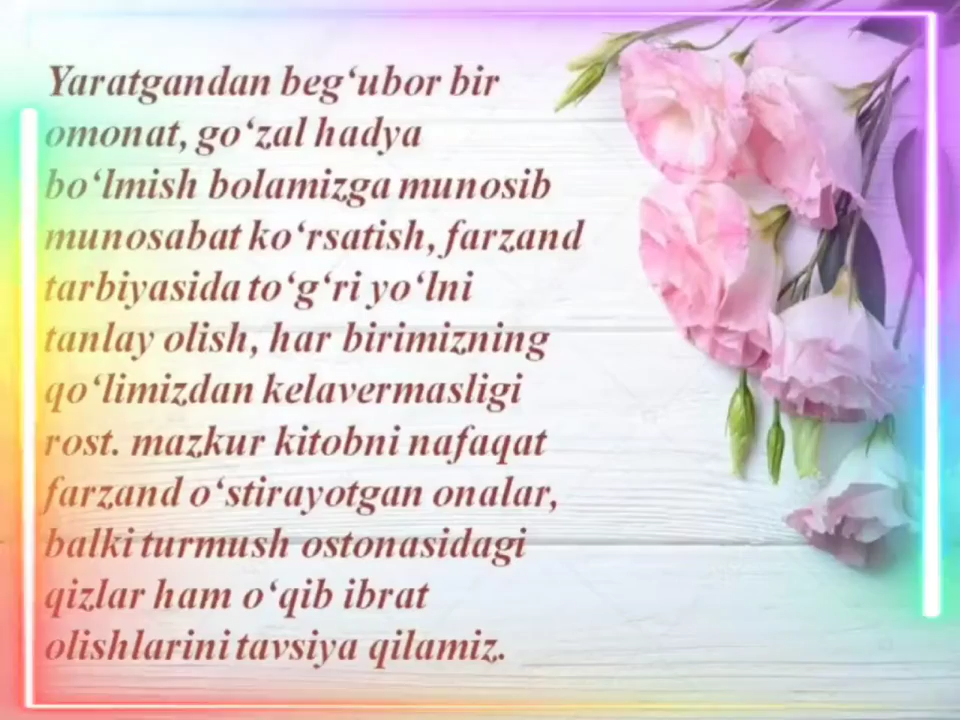 Yaratgandan beg‘ubor bir
omonat, go‘zal hadya
bo‘lmish bolamizga munosib
munosabat ko‘rsatish, farzand
tarbiyasida to‘g‘ri yo‘lni
tanlay olish, har birimizning
qo‘limizdan kelavermasligi
rost. mazkur kitobni nafaqat
farzand o‘stirayotgan onalar,
balki turmush ostonasidagi
qizlar ham o‘qib ibrat
olishlarini tavsiya qilamiz.